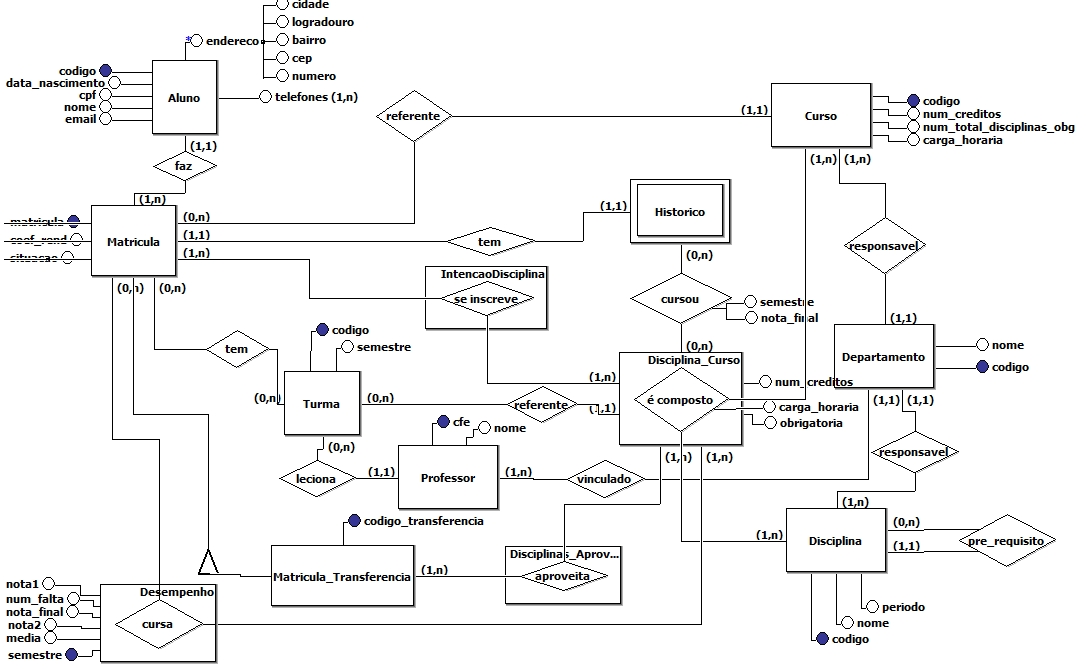 cidade
logradouro
* endereco
bairro
cep
numero
codigo
data_nascimento
cpf
nome
email
Aluno
telefones (1,n)
(1,1)
faz
(1,n)
referente
(1,1)
Curso
codigo
num_creditos
num_total_disciplinas_obg
carga_horaria
(1,n) (1,n)
matricula
coef_rend
situacao
Matricula
(0,n)
(1,1)
(1,n)
tem
(1,1)
Historico
(0,n)
responsavel
(1,1)
IntencaoDisciplina
se inscreve
cursou
semestre
nota_final
(0,n)
(0,n) (0,n)
tem
codigo
semestre
(0,n)
Turma
(0,n)
(0,n)
referente
(1,n)
(1,1)
Disciplina_Curso
é composto
num_creditos
carga_horaria
obrigatoria
(1,n) (1,n)
Departamento
nome
codigo
(1,1) (1,1)
responsavel
(1,n)
leciona
(1,1)
cfe
nome
Professor
(1,n)
vinculado
codigo_transferencia
Matricula_Transferencia
(1,n)
Disciplinas_Aprov...
aproveita
(1,n)
Disciplina
(0,n)
(1,1)
pre_requisito
periodo
nome
codigo
nota1
num_falta
nota_final
nota2
media
semestre
Desempenho
cursa